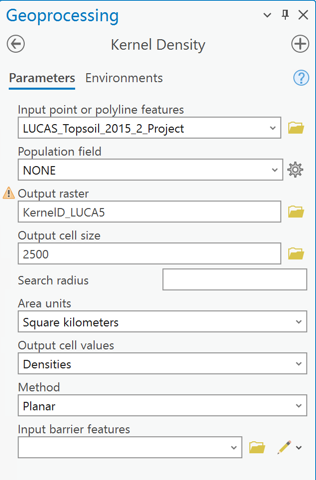 Geoprocessing
Kernel Density
Parameters Environments
Input point or polyline features
LUCAS_Topsoil_2015_2_Project
Population field
NONE
Output raster
KernelD_LUCA5
Output cell size
2500
Search radius
Area units
Square kilometers
Output cell values
Densities
Method
Planar
Input barrier features